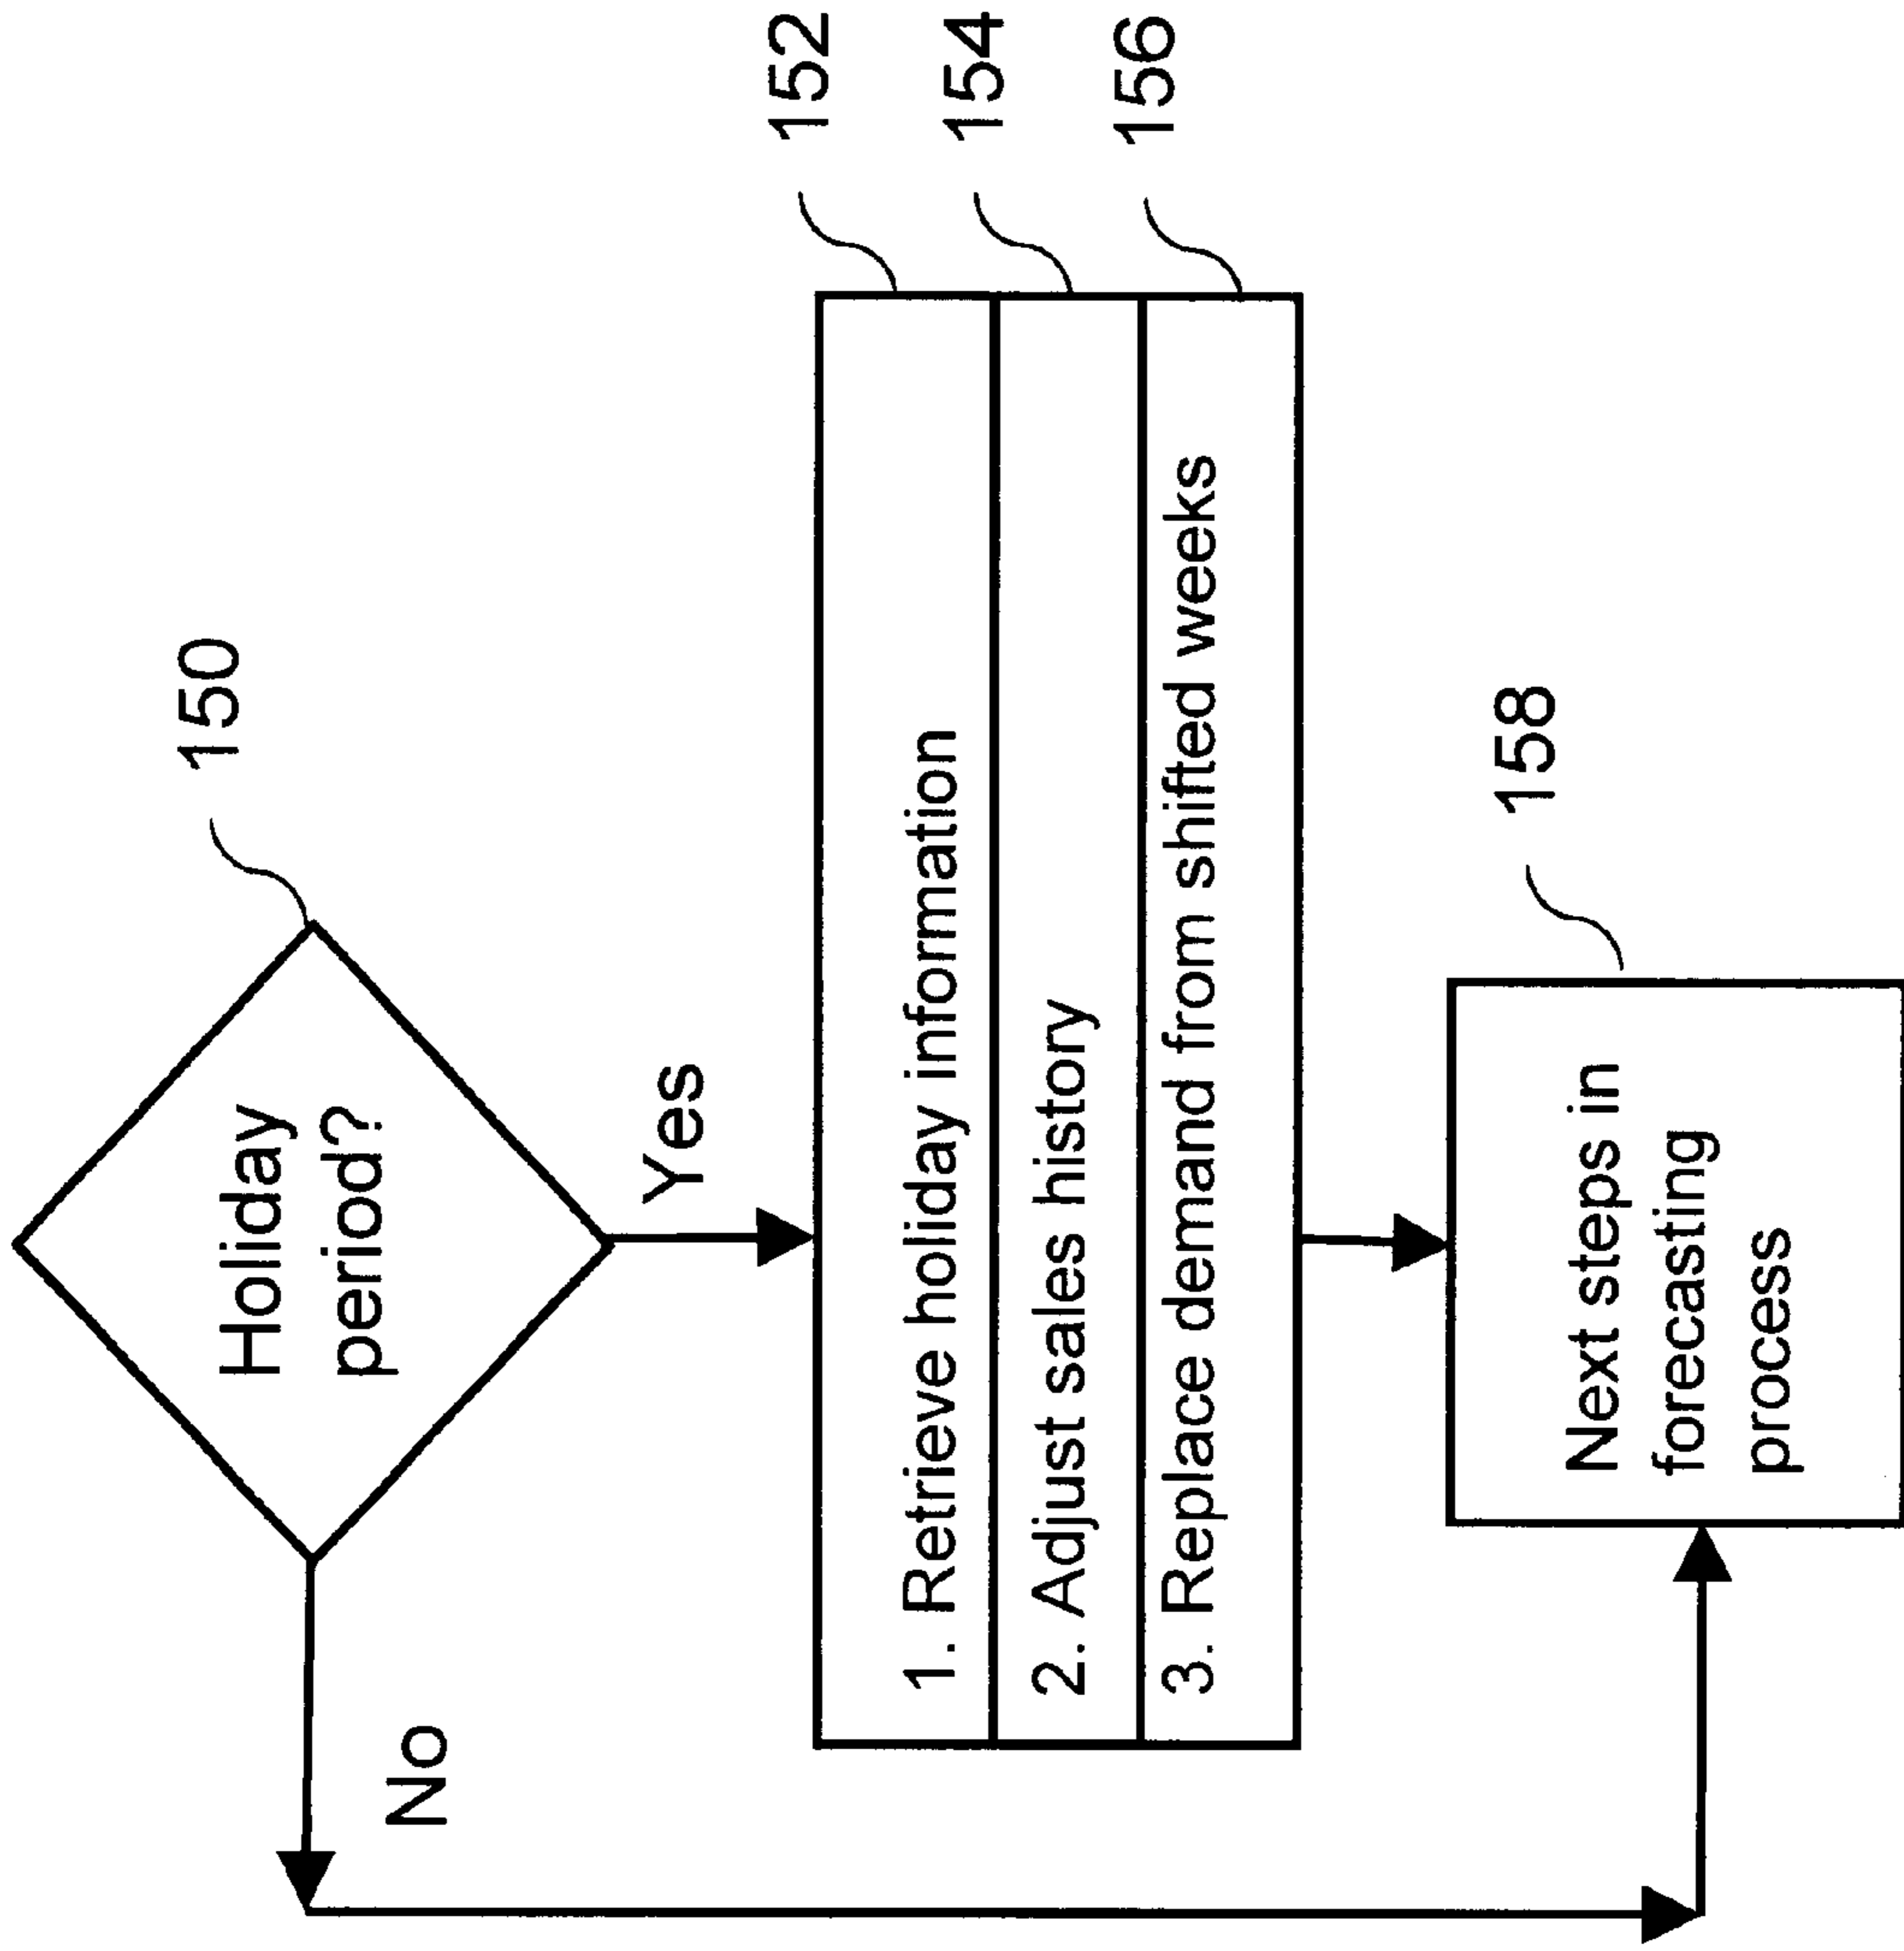 150
Holiday
period?
No
Yes
152
1. Retrieve holiday information
154
2. Adjust sales history
156
3. Replace demand from shifted weeks
158
Next steps in
forecasting
process